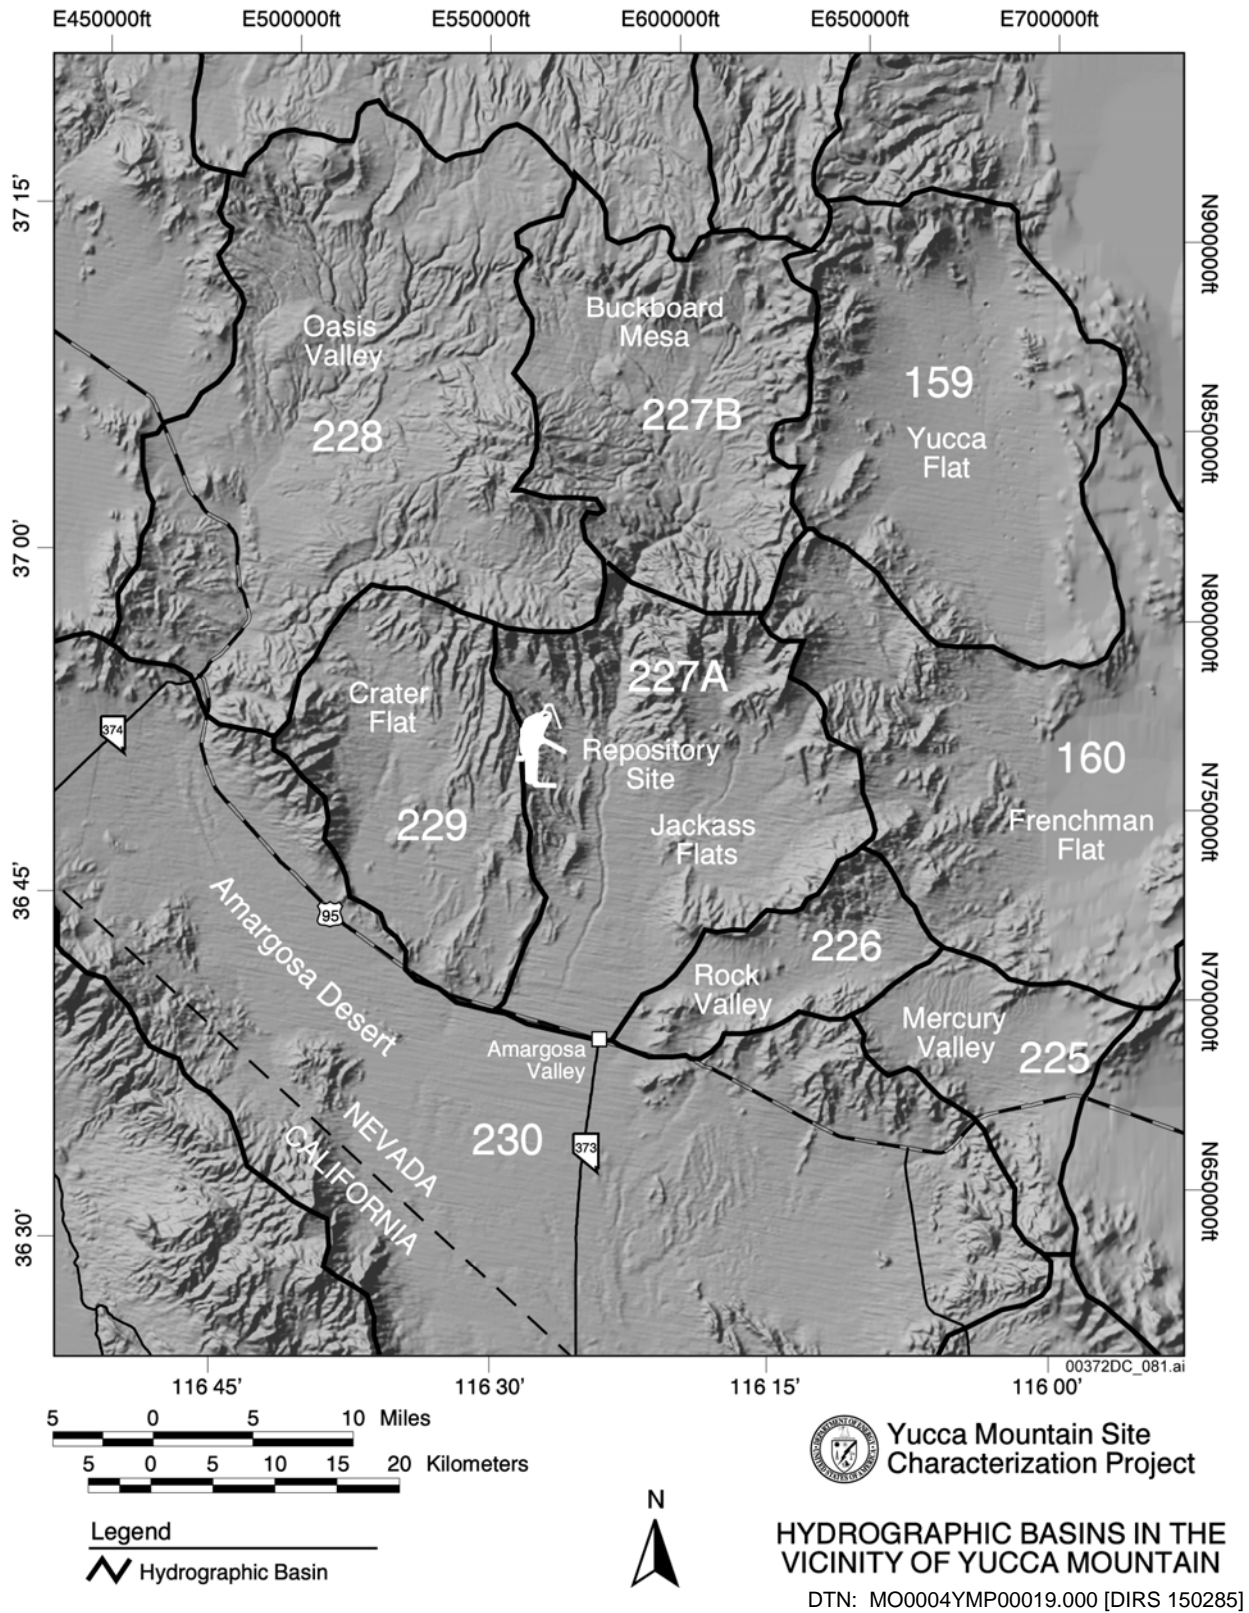 E450000ft E500000ft E550000ft E600000ft E650000ft E700000ft
37 15'
37 00'
36 45'
36 30'
N900000ft
N850000ft
N800000ft
N750000ft
N700000ft
N650000ft
Oasis
Valley
228
Buckboard
Mesa
227B
159
Yucca
Flat
Crater
Flat
229
227A
Repository
Site
Jackass
Flats
160
Frenchman
Flat
374
95
Amargosa Desert
226
Rock
Valley
Mercury
Valley
225
Amargosa
Valley
230
373
NEVADA
CALIFORNIA
00372DC_081.ai
116 45' 116 30' 116 15' 116 00'
5 0 5 10 Miles
5 0 5 10 15 20 Kilometers
Legend
Hydrographic Basin
N
Yucca Mountain Site
Characterization Project
HYDROGRAPHIC BASINS IN THE
VICINITY OF YUCCA MOUNTAIN
DTN: MO0004YMP00019.000 [DIRS 150285]